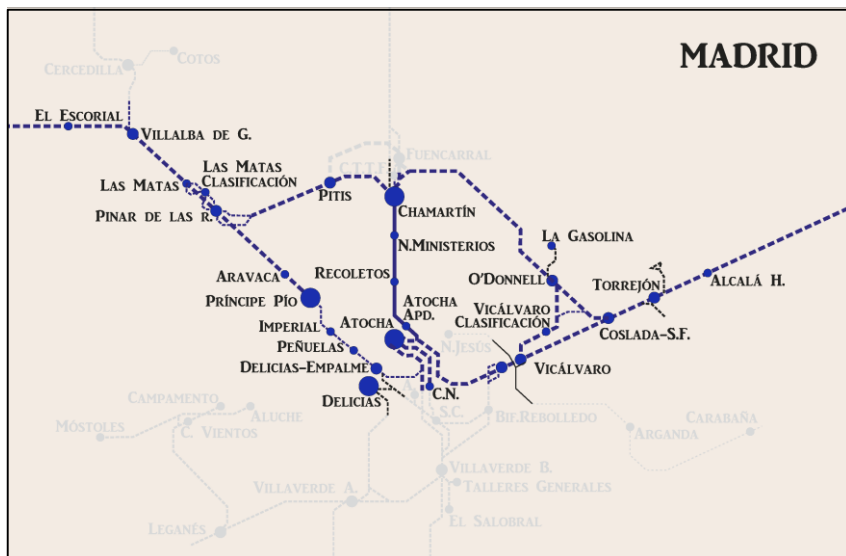 MADRID
Cotos
Cercedilla
El Escorial
Villalba de G.
Fuencarral
C.T.T.F.
Las Matas
Clasificación
Las Matas
Pitis
Pinar de las R.
Chamartín
La Gasolina
N.Ministerios
Recoletos
O'Donnell
Torrejón
Alcalá H.
Aravaca
Príncipe Pío
Atocha
Apd.
Vicálvaro
Clasificación
Imperial
Atocha
Coslada-S.F.
Peñuelas
N.Jesús
Delicias-Empalme
Vicálvaro
Delicias
C.N.
A.
Campamento
Aluche
S.C.
Bif.Rebolledo
Carabaña
Móstoles
C. Vientos
Arganda
Villaverde B.
Talleres Generales
Villaverde A.
El Salobral
Leganés